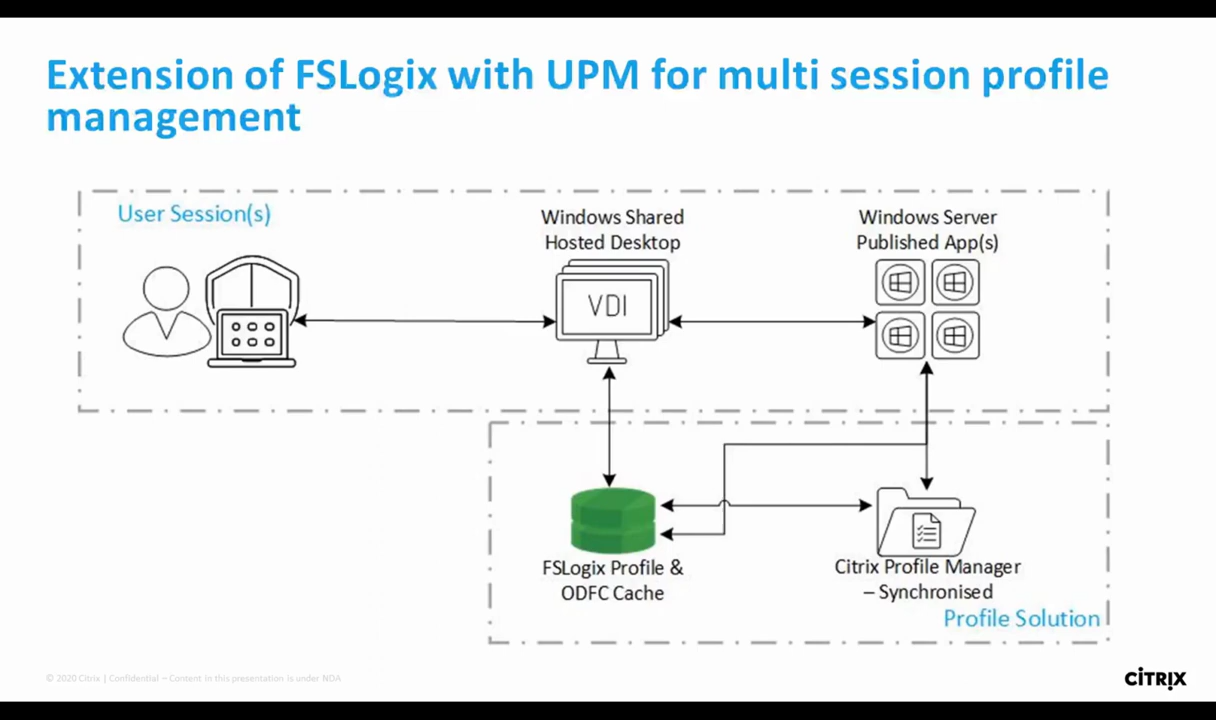 Extension of FSLogix with UPM for multi session profile
management
User Session(s)
Windows Shared
Hosted Desktop
Windows Server
Published App(s)
VDI
FSLogix Profile &
ODFC Cache
Citrix Profile Manager
– Synchronised
Profile Solution
© 2020 Citrix | Confidential – Content in this presentation is under NDA
CİTRIX